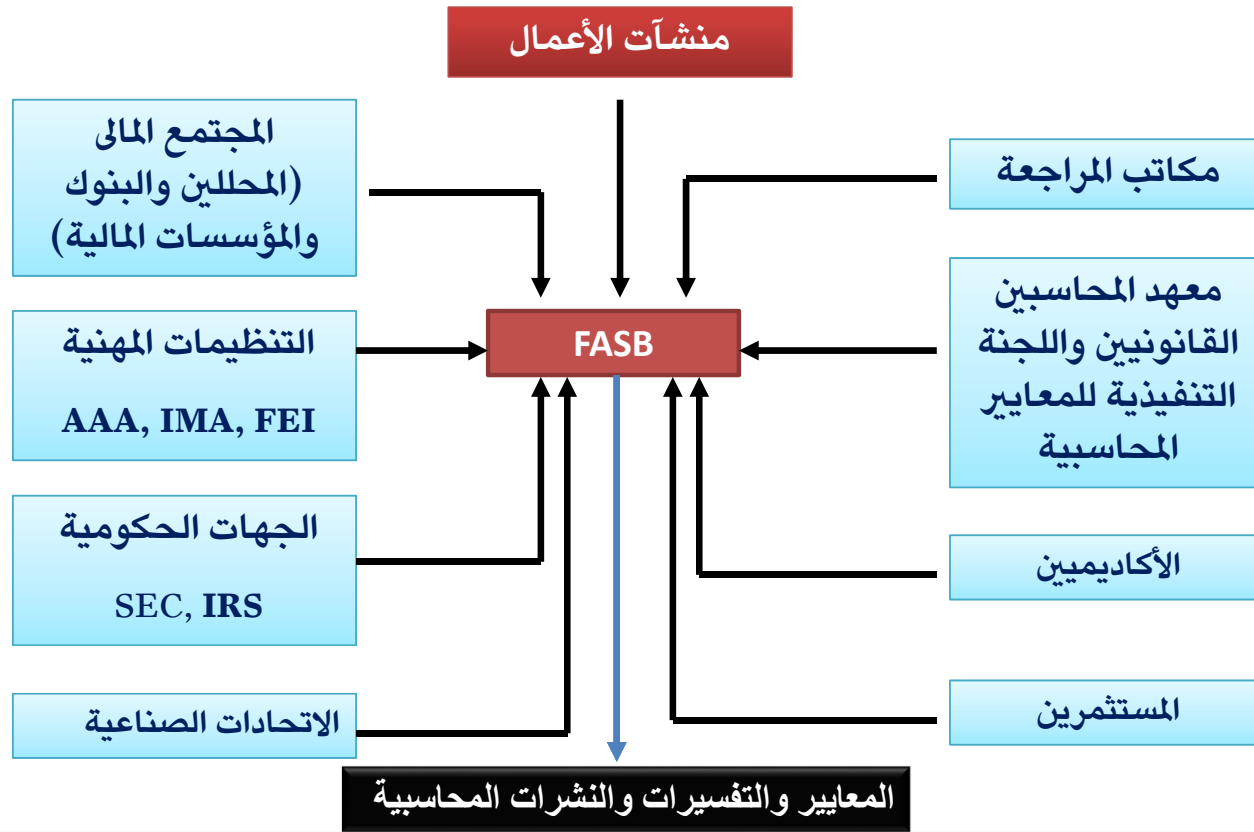 منشآت الأعمال
المجتمع المالى
(المحللين والبنوك
والمؤسسات المالية)
مكاتب المراجعة
معهد المحاسبين
القانونيين واللجنة
التنفيذية للمعايير
المحاسبية
FASB
التنظيمات المهنية
AAA, IMA, FEI
الجهات الحكومية
SEC, IRS
الأكاديميين
الاتحادات الصناعية
المستثمرين
المعايير والتفسيرات والنشرات المحاسبية